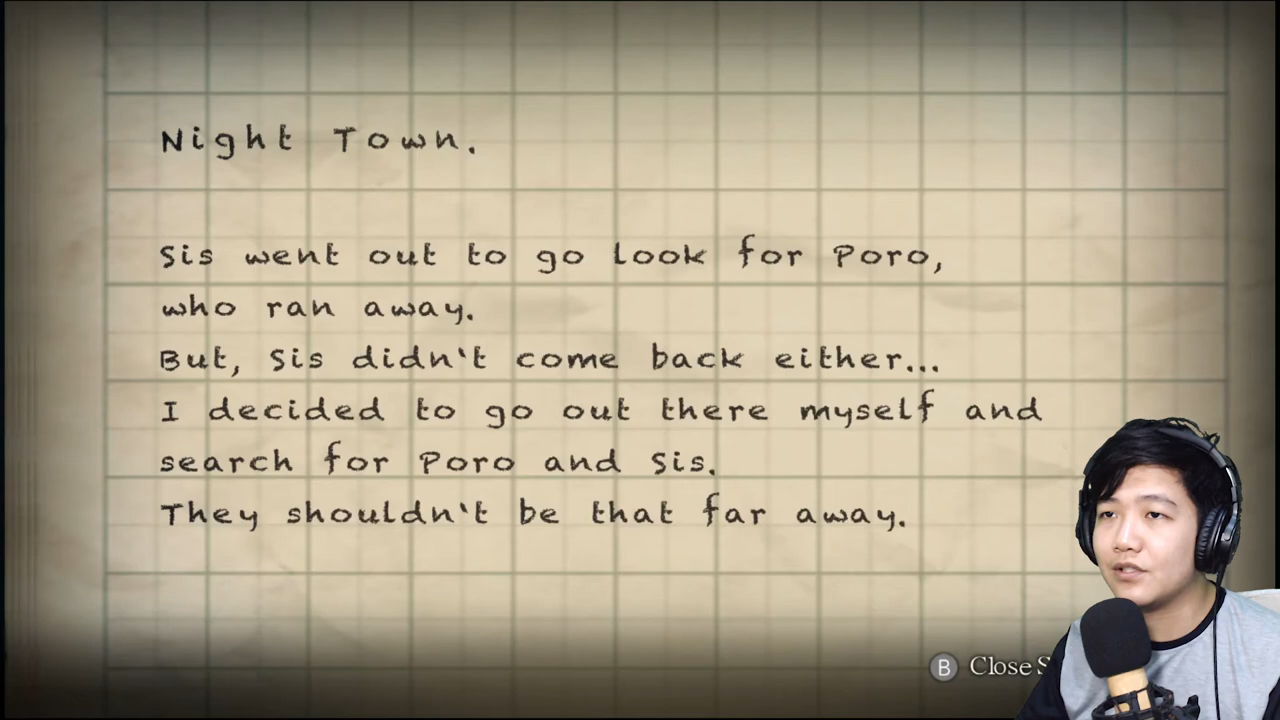 Night Town.
Sis went out to go look for Poro,
who ran away.
But, Sis didn't come back either...
I decided to go out there myself and
search for Poro and Sis.
They shouldn't be that far away.
B Close